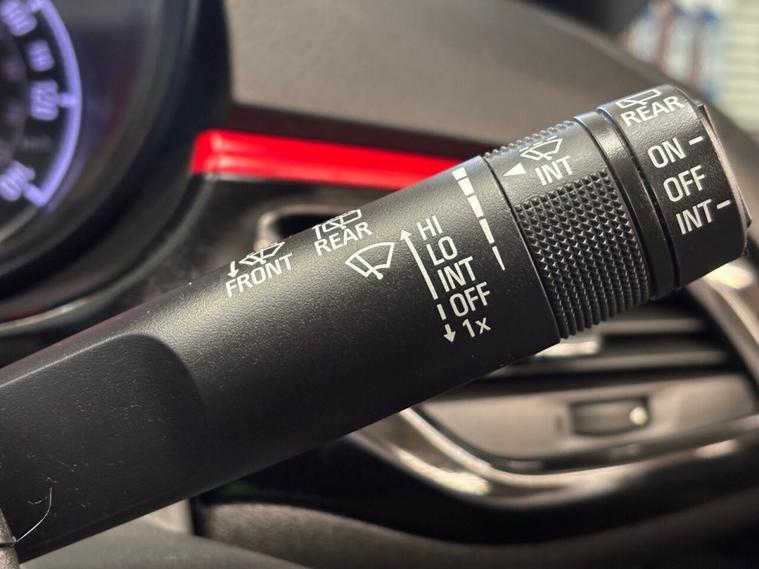 FRONT
REAR
HI
LO
INT
OFF
1x
INT
REAR
ON
OFF
INT